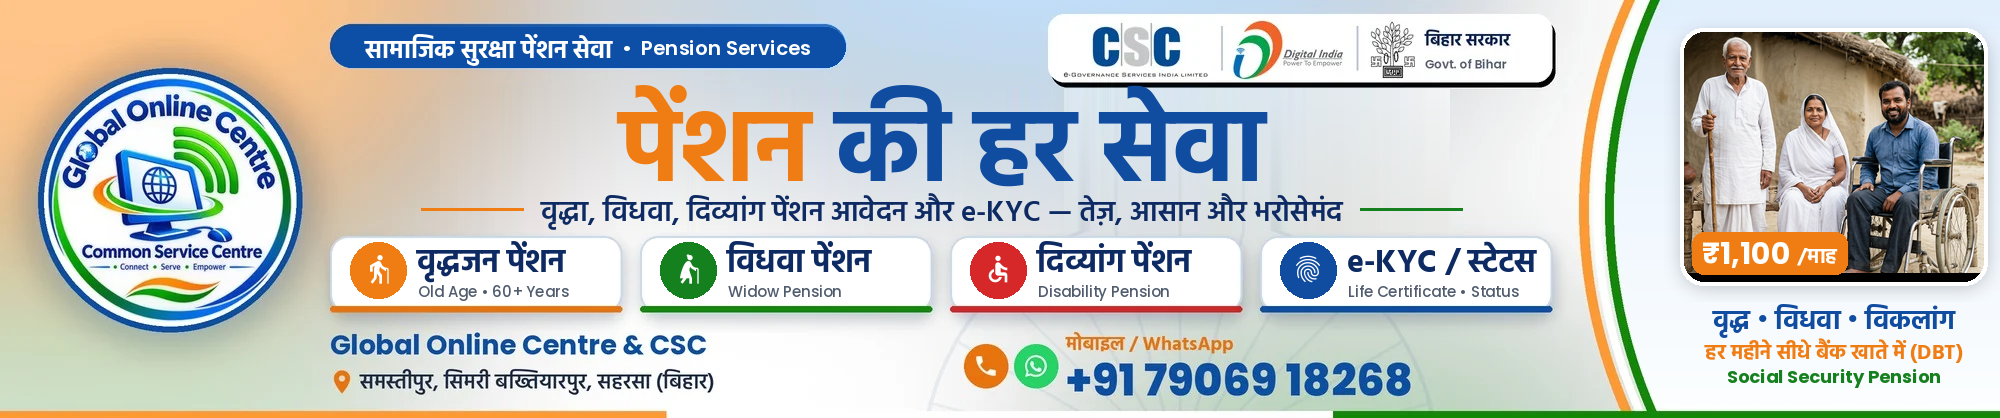 सामाजिक सुरक्षा पेंशन सेवा • Pension Services
CSC
e-Governance Services India Limited
Digital India
Power To Empower
बिहार सरकार
Govt. of Bihar
Global Online Centre
Common Service Centre
• Connect • Serve • Empower
पेंशन की हर सेवा
वृद्धा, विधवा, दिव्यांग पेंशन आवेदन और e-KYC — तेज़, आसान और भरोसेमंद
वृद्धजन पेंशन
Old Age • 60+ Years
विधवा पेंशन
Widow Pension
दिव्यांग पेंशन
Disability Pension
e-KYC / स्टेटस
Life Certificate • Status
Global Online Centre & CSC
समस्तीपुर, सिमरी बख्तियारपुर, सहरसा (बिहार)
मोबाइल / WhatsApp
+91 79069 18268
₹1,100 /माह
वृद्ध • विधवा • विकलांग
हर महीने सीधे बैंक खाते में (DBT)
Social Security Pension